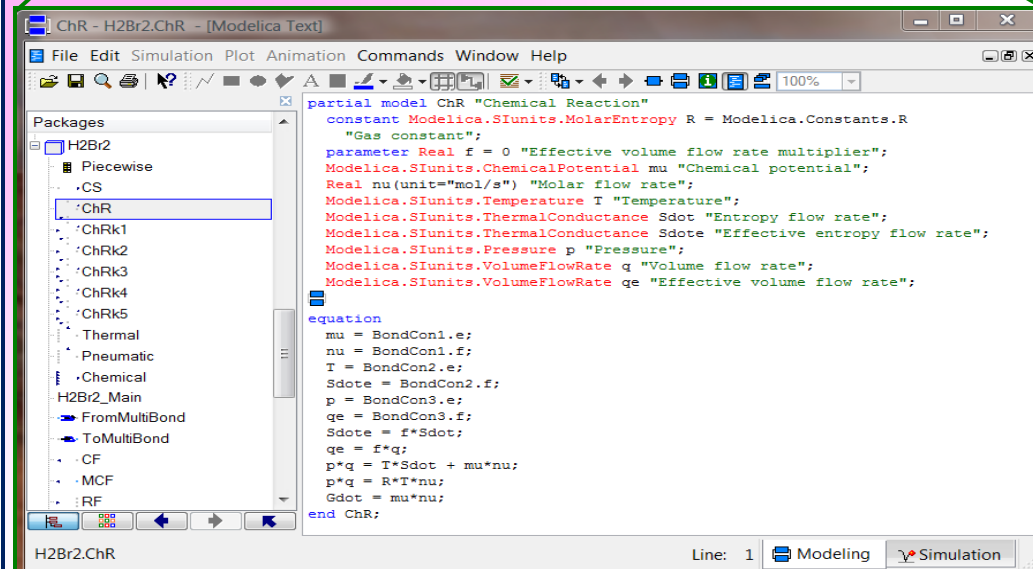 ChR - H2Br2.ChR - [Modelica Text]
File Edit Simulation Plot Animation Commands Window Help
100%
Packages
H2Br2
Piecewise
CS
ChR
ChRk1
ChRk2
ChRk3
ChRk4
ChRk5
Thermal
Pneumatic
Chemical
H2Br2_Main
FromMultiBond
ToMultiBond
CF
MCF
RF
partial model ChR "Chemical Reaction"
constant Modelica.SIunits.MolarEntropy R = Modelica.Constants.R
"Gas constant";
parameter Real f = 0 "Effective volume flow rate multiplier";
Modelica.SIunits.ChemicalPotential mu "Chemical potential";
Real nu(unit="mol/s") "Molar flow rate";
Modelica.SIunits.Temperature T "Temperature";
Modelica.SIunits.ThermalConductance Sdot "Entropy flow rate";
Modelica.SIunits.ThermalConductance Sdote "Effective entropy flow rate";
Modelica.SIunits.Pressure p "Pressure";
Modelica.SIunits.VolumeFlowRate q "Volume flow rate";
Modelica.SIunits.VolumeFlowRate qe "Effective volume flow rate";
equation
mu = BondCon1.e;
nu = BondCon1.f;
T = BondCon2.e;
Sdote = BondCon2.f;
p = BondCon3.e;
qe = BondCon3.f;
Sdote = f*Sdot;
qe = f*q;
p*q = T*Sdot + mu*nu;
p*q = R*T*nu;
Gdot = mu*nu;
end ChR;
H2Br2.ChR
Line: 1
Modeling
Simulation